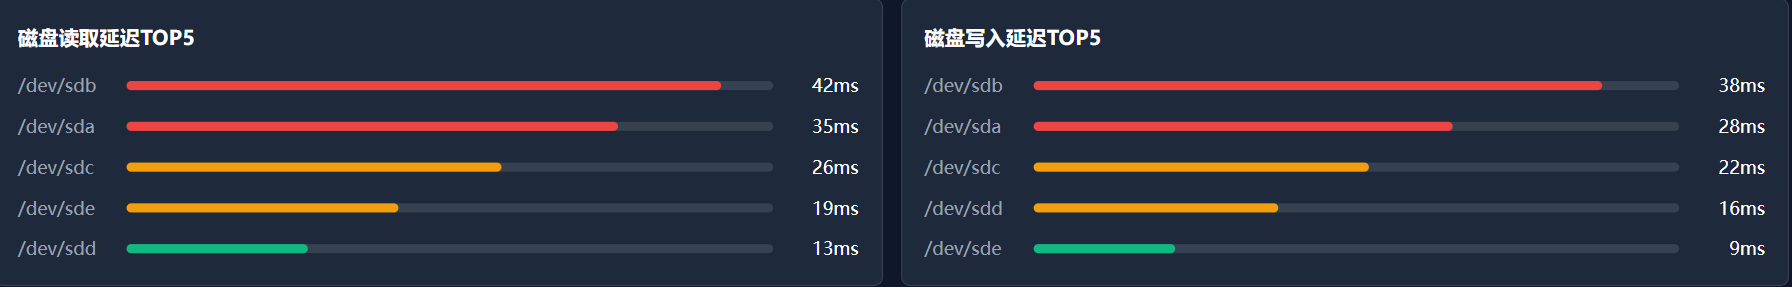 磁盘读取延迟TOP5
/dev/sdb 42ms
/dev/sda 35ms
/dev/sdc 26ms
/dev/sde 19ms
/dev/sdd 13ms
磁盘写入延迟TOP5
/dev/sdb 38ms
/dev/sda 28ms
/dev/sdc 22ms
/dev/sdd 16ms
/dev/sde 9ms